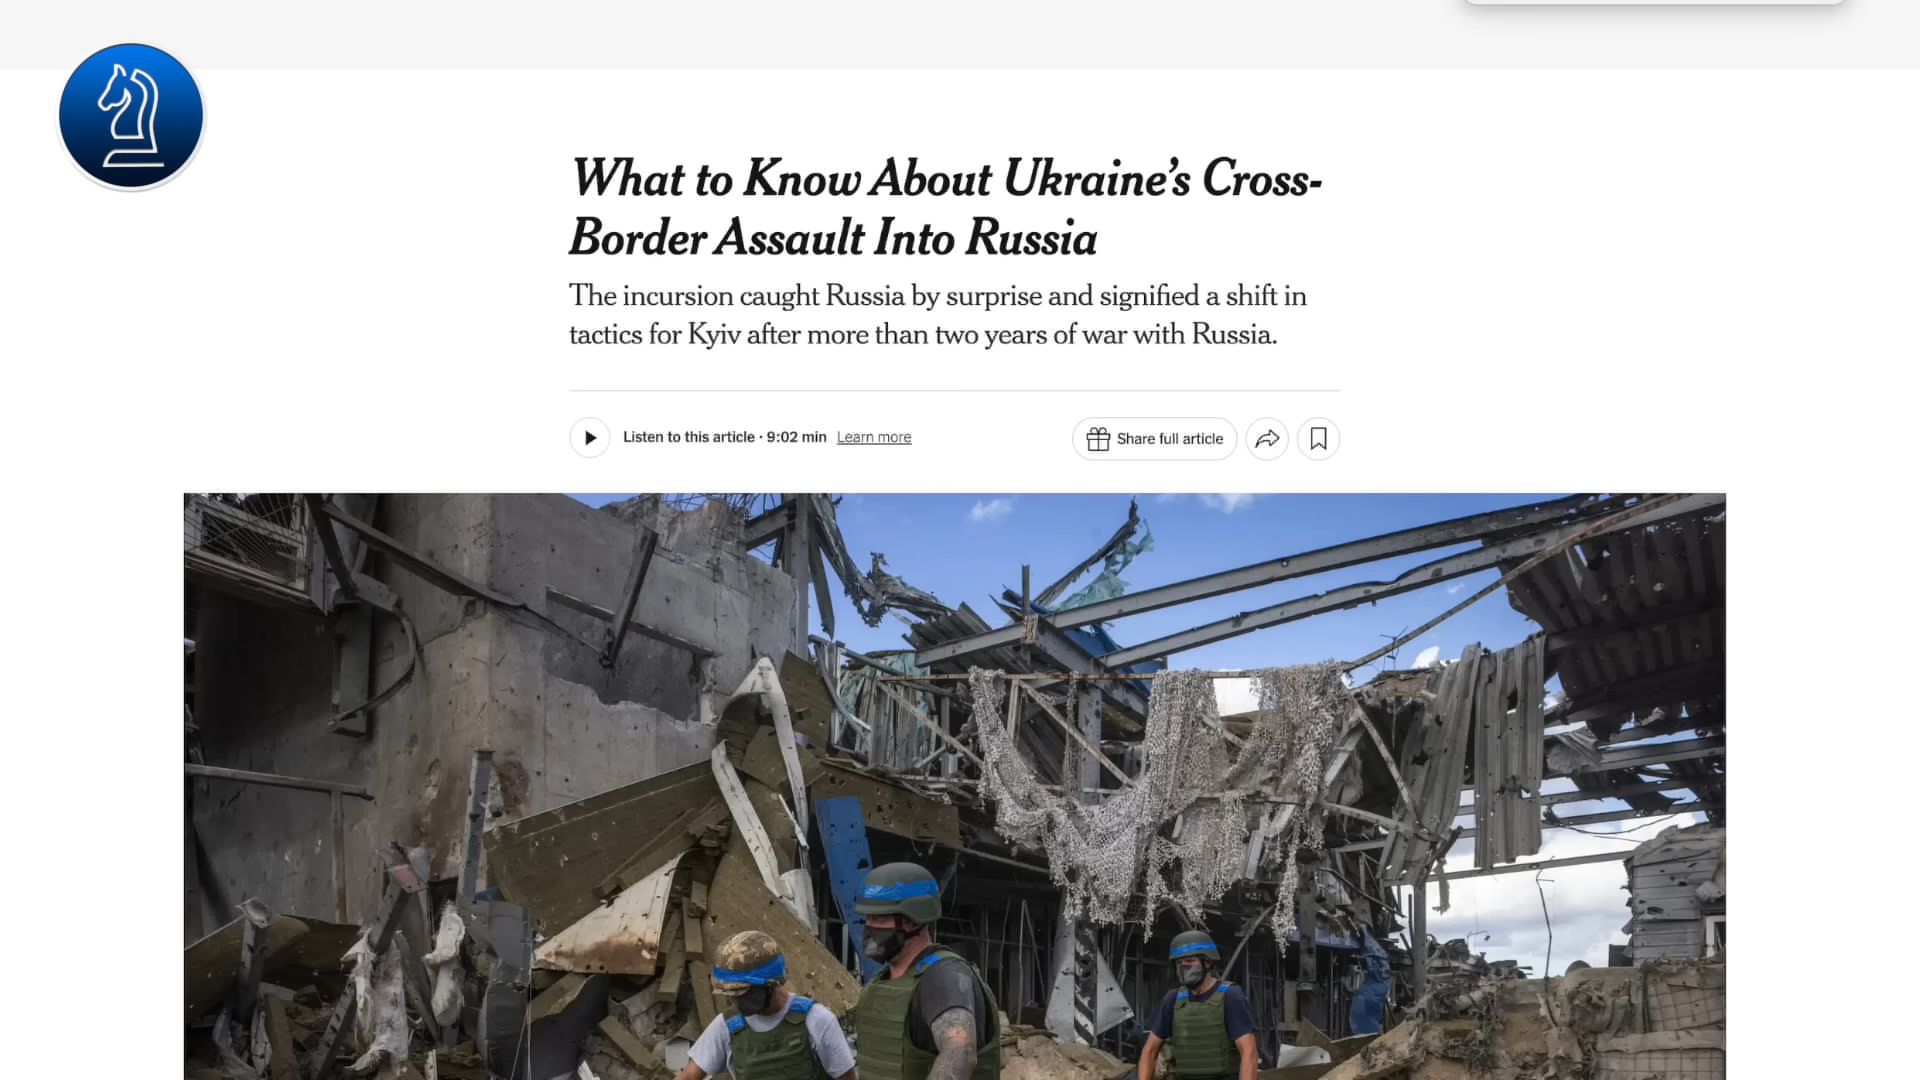 What to Know About Ukraine’s Cross-
Border Assault Into Russia
The incursion caught Russia by surprise and signified a shift in
tactics for Kyiv after more than two years of war with Russia.
Listen to this article · 9:02 min Learn more
Share full article